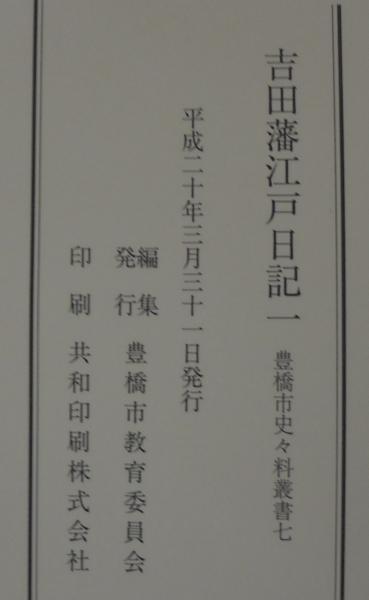 吉田藩江戸日記一 豊橋市史々料叢書七
平成二十年三月三十一日発行
編集
発行 豊橋市教育委員会
印刷 共和印刷株式会社